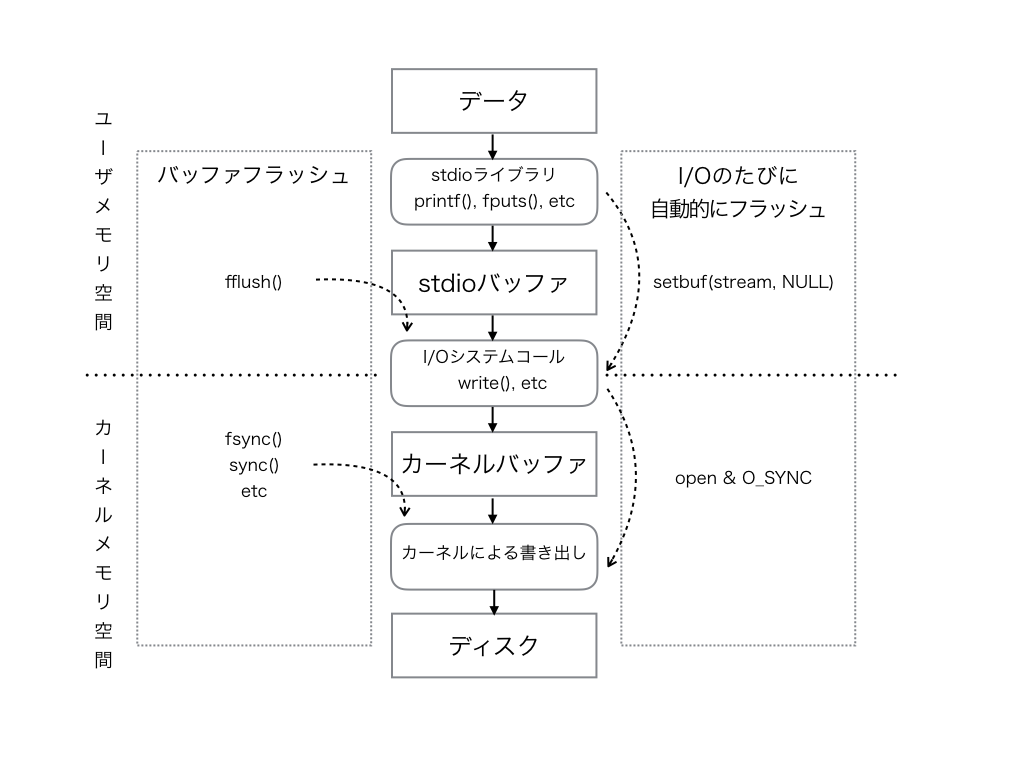 データ
ユーザメモリ空間
バッファフラッシュ
stdioライブラリ
printf(), fputs(), etc
I/Oのたびに
自動的にフラッシュ
fflush()
stdioバッファ
setbuf(stream, NULL)
I/Oシステムコール
write(), etc
カーネルメモリ空間
fsync()
sync()
etc
カーネルバッファ
open & O_SYNC
カーネルによる書き出し
ディスク